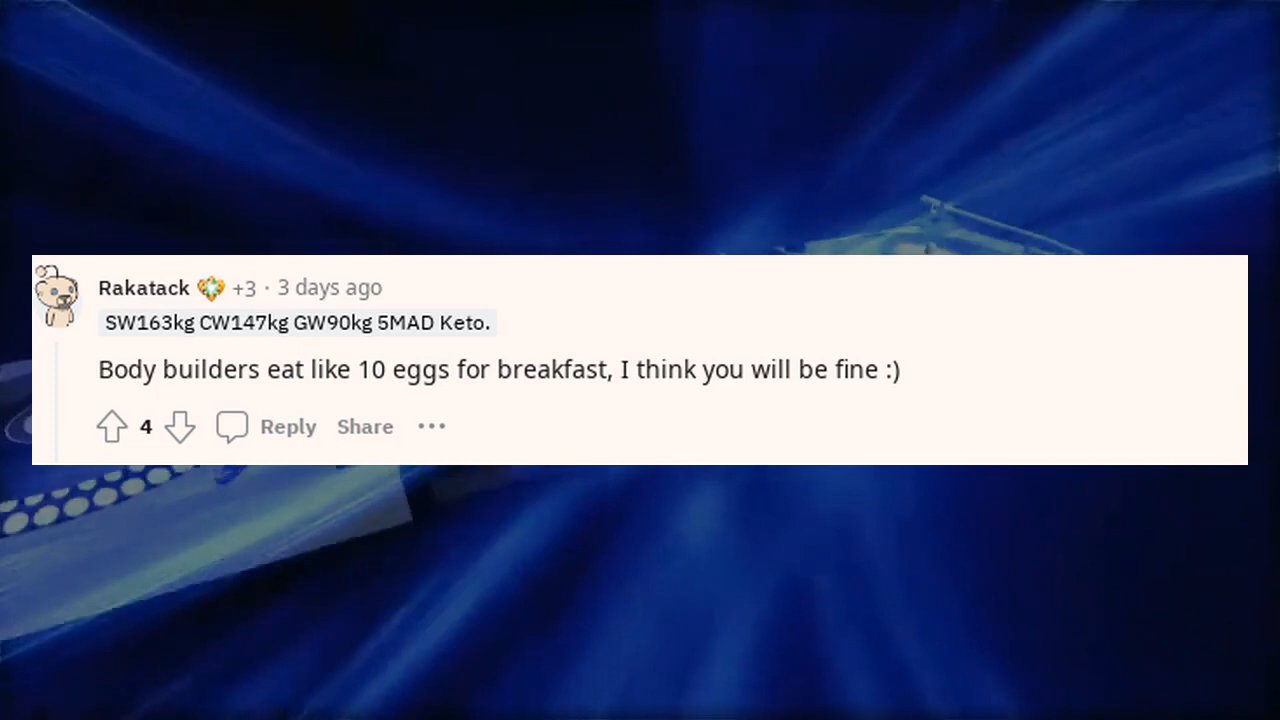 Rakatack +3 · 3 days ago
SW163kg CW147kg GW90kg 5MAD Keto.
Body builders eat like 10 eggs for breakfast, I think you will be fine :)
4 Reply Share ···